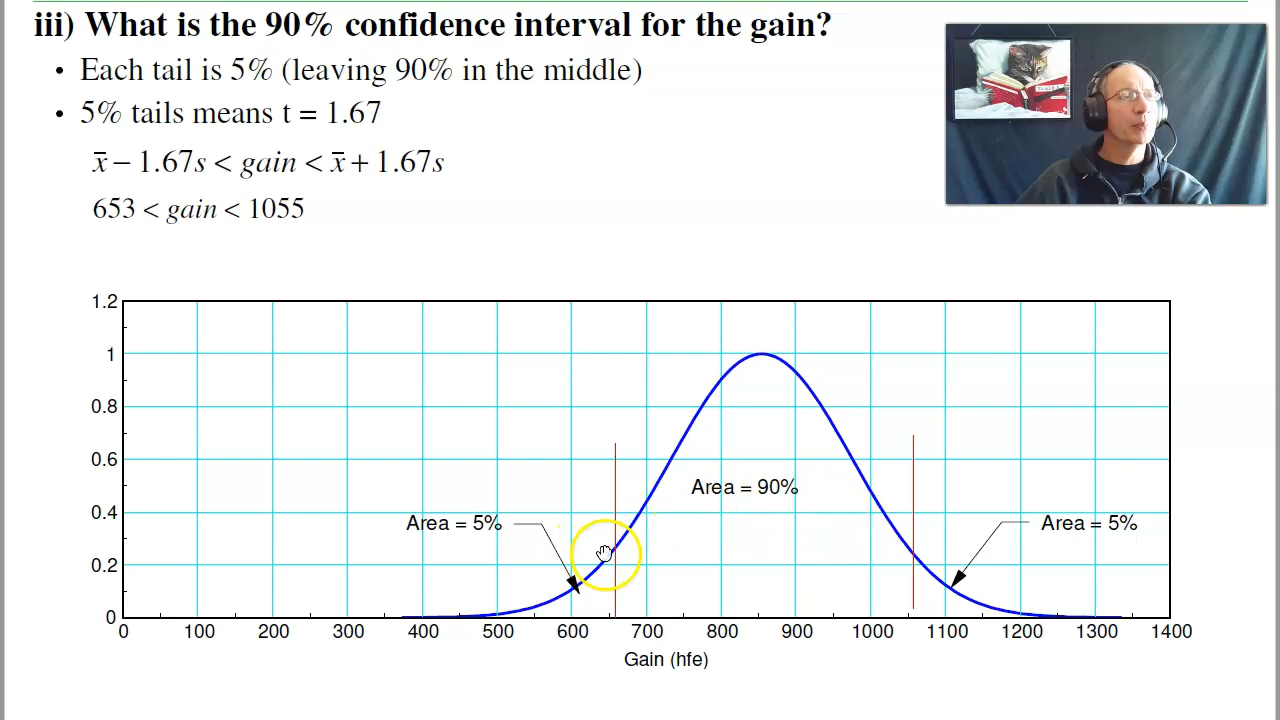 iii) What is the 90% confidence interval for the gain?
• Each tail is 5% (leaving 90% in the middle)
• 5% tails means t = 1.67
x̄ − 1.67s < gain < x̄ + 1.67s
653 < gain < 1055
1.2
1
0.8
0.6
0.4
0.2
0
Area = 90%
Area = 5%
Area = 5%
0 100 200 300 400 500 600 700 800 900 1000 1100 1200 1300 1400
Gain (hfe)